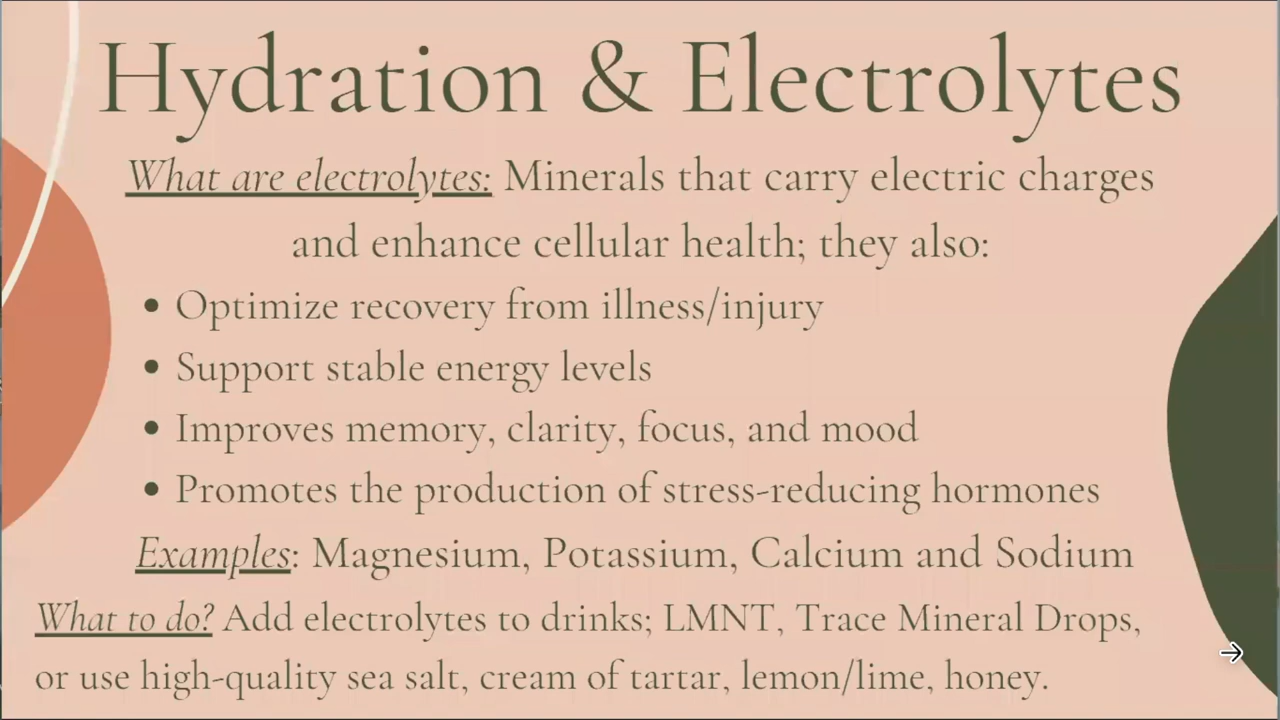 Hydration & Electrolytes
What are electrolytes: Minerals that carry electric charges
and enhance cellular health; they also:
• Optimize recovery from illness/injury
• Support stable energy levels
• Improves memory, clarity, focus, and mood
• Promotes the production of stress-reducing hormones
Examples: Magnesium, Potassium, Calcium and Sodium
What to do? Add electrolytes to drinks; LMNT, Trace Mineral Drops,
or use high-quality sea salt, cream of tartar, lemon/lime, honey.